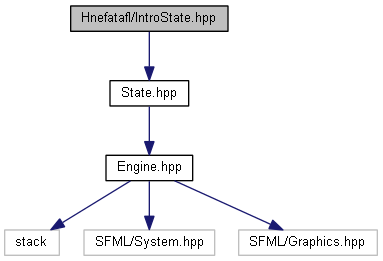 Hnefatafl/IntroState.hpp
State.hpp
Engine.hpp
stack
SFML/System.hpp
SFML/Graphics.hpp